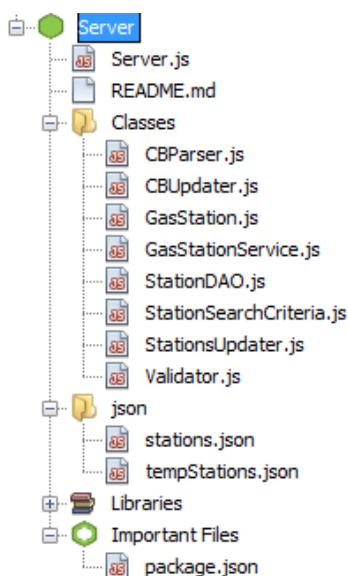 Server
Server.js
README.md
Classes
CBParser.js
CBUpdater.js
GasStation.js
GasStationService.js
StationDAO.js
StationSearchCriteria.js
StationsUpdater.js
Validator.js
json
stations.json
tempStations.json
Libraries
Important Files
package.json